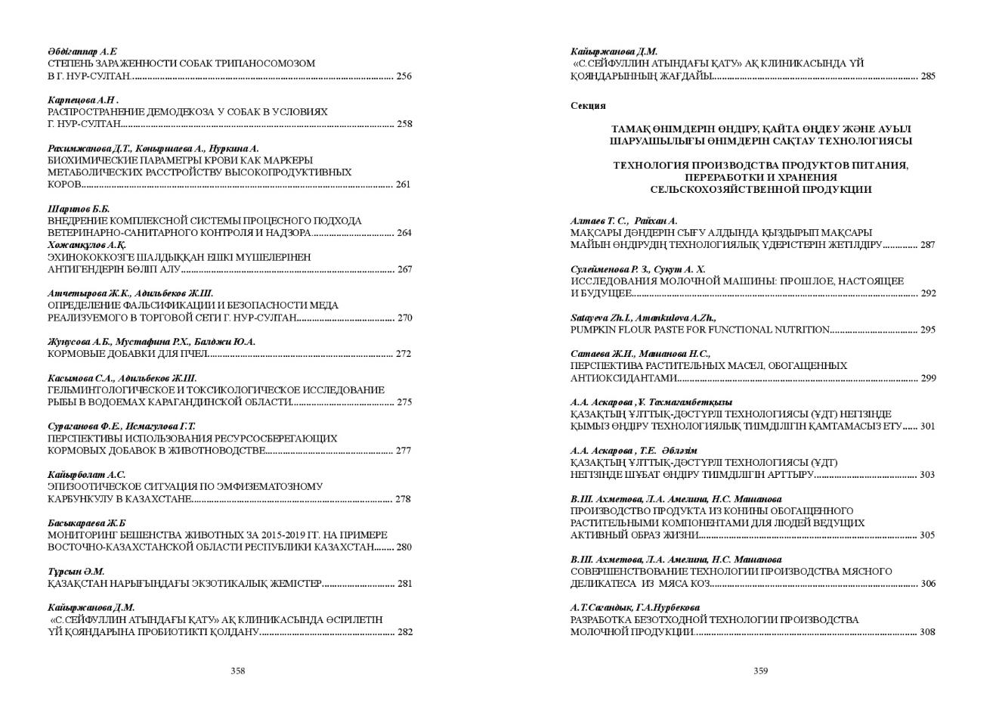 Әбдігаппар А.Е
СТЕПЕНЬ ЗАРАЖЕННОСТИ СОБАК ТРИПАНОСОМОЗОМ
В Г. НУР-СУЛТАН........................................................................................................... 256
Карпецова А.Н .
РАСПРОСТРАНЕНИЕ ДЕМОДЕКОЗА У СОБАК В УСЛОВИЯХ
Г. НУР-СУЛТАН.............................................................................................................. 258
Рахимжанова Д.Т., Коныршаева А., Нуркина А.
БИОХИМИЧЕСКИЕ ПАРАМЕТРЫ КРОВИ КАК МАРКЕРЫ
МЕТАБОЛИЧЕСКИХ РАССТРОЙСТВУ ВЫСОКОПРОДУКТИВНЫХ
КОРОВ............................................................................................................................. 261
Шарипов Б.Б.
ВНЕДРЕНИЕ КОМПЛЕКСНОЙ СИСТЕМЫ ПРОЦЕСНОГО ПОДХОДА
ВЕТЕРИНАРНО-САНИТАРНОГО КОНТРОЛЯ И НАДЗОРА................................. 264
Хожамқұлов А.Қ.
ЭХИНОКОККОЗГЕ ШАЛДЫҚҚАН ЕШКІ МҮШЕЛЕРІНЕН
АНТИГЕНДЕРІН БӨЛІП АЛУ...................................................................................... 267
Атчетырова Ж.К., Адильбеков Ж.Ш.
ОПРЕДЕЛЕНИЕ ФАЛЬСИФИКАЦИИ И БЕЗОПАСНОСТИ МЕДА
РЕАЛИЗУЕМОГО В ТОРГОВОЙ СЕТИ Г. НУР-СУЛТАН....................................... 270
Жунусова А.Б., Мустафина Р.Х., Балджи Ю.А.
КОРМОВЫЕ ДОБАВКИ ДЛЯ ПЧЕЛ........................................................................... 272
Касымова С.А., Адильбеков Ж.Ш.
ГЕЛЬМИНТОЛОГИЧЕСКОЕ И ТОКСИКОЛОГИЧЕСКОЕ ИССЛЕДОВАНИЕ
РЫБЫ В ВОДОЕМАХ КАРАГАНДИНСКОЙ ОБЛАСТИ......................................... 275
Сураганова Ф.Е., Исмагулова Г.Т.
ПЕРСПЕКТИВЫ ИСПОЛЬЗОВАНИЯ РЕСУРСОСБЕРЕГАЮЩИХ
КОРМОВЫХ ДОБАВОК В ЖИВОТНОВОДСТВЕ................................................... 277
Кайырболат А.С.
ЭПИЗООТИЧЕСКОЕ СИТУАЦИЯ ПО ЭМФИЗЕМАТОЗНОМУ
КАРБУНКУЛУ В КАЗАХСТАНЕ................................................................................. 278
Басыкараева Ж.Б
МОНИТОРИНГ БЕШЕНСТВА ЖИВОТНЫХ ЗА 2015-2019 ГГ. НА ПРИМЕРЕ
ВОСТОЧНО-КАЗАХСТАНСКОЙ ОБЛАСТИ РЕСПУБЛИКИ КАЗАХСТАН........ 280
Тұрсын Ә.М.
ҚАЗАҚСТАН НАРЫҒЫНДАҒЫ ЭКЗОТИКАЛЫҚ ЖЕМІСТЕР............................. 281
Кайыржанова Д.М.
«С.СЕЙФУЛЛИН АТЫНДАҒЫ ҚАТУ» АҚ КЛИНИКАСЫНДА ӨСІРІЛЕТІН
ҮЙ ҚОЯНДАРЫНА ПРОБИОТИКТІ ҚОЛДАНУ...................................................... 282
358
Кайыржанова Д.М.
«С.СЕЙФУЛЛИН АТЫНДАҒЫ ҚАТУ» АҚ КЛИНИКАСЫНДА ҮЙ
ҚОЯНДАРЫННЫҢ ЖАҒДАЙЫ................................................................................... 285
Секция
ТАМАҚ ӨНІМДЕРІН ӨНДІРУ, ҚАЙТА ӨҢДЕУ ЖӘНЕ АУЫЛ
ШАРУАШЫЛЫҒЫ ӨНІМДЕРІН САҚТАУ ТЕХНОЛОГИЯСЫ
ТЕХНОЛОГИЯ ПРОИЗВОДСТВА ПРОДУКТОВ ПИТАНИЯ,
ПЕРЕРАБОТКИ И ХРАНЕНИЯ
СЕЛЬСКОХОЗЯЙСТВЕННОЙ ПРОДУКЦИИ
Алтаев Т. С., Райхан А.
МАҚСАРЫ ДӘНДЕРІН СЫҒУ АЛДЫНДА ҚЫЗДЫРЫП МАҚСАРЫ
МАЙЫН ӨНДІРУДІҢ ТЕХНОЛОГИЯЛЫҚ ҮДЕРІСТЕРІН ЖЕТІЛДІРУ.............. 287
Сулейменова Р. З., Сукут А. Х.
ИССЛЕДОВАНИЯ МОЛОЧНОЙ МАШИНЫ: ПРОШЛОЕ, НАСТОЯЩЕЕ
И БУДУЩЕЕ................................................................................................................... 292
Satayeva Zh.I., Amankulova A.Zh.,
PUMPKIN FLOUR PASTE FOR FUNCTIONAL NUTRITION................................... 295
Сатаева Ж.И., Машанова Н.С.,
ПЕРСПЕКТИВА РАСТИТЕЛЬНЫХ МАСЕЛ, ОБОГАЩЕННЫХ
АНТИОКСИДАНТАМИ................................................................................................. 299
А.А. Аскарова ,Ұ. Тахмагамбетқызы
ҚАЗАҚТЫҢ ҰЛТТЫҚ-ДӘСТҮРЛІ ТЕХНОЛОГИЯСЫ (ҰДТ) НЕГІЗІНДЕ
ҚЫМЫЗ ӨНДІРУ ТЕХНОЛОГИЯЛЫҚ ТИІМДІЛІГІН ҚАМТАМАСЫЗ ЕТУ...... 301
А.А. Аскарова , Т.Е. Әбләзім
ҚАЗАҚТЫҢ ҰЛТТЫҚ-ДӘСТҮРЛІ ТЕХНОЛОГИЯСЫ (ҰДТ)
НЕГІЗІНДЕ ШҰБАТ ӨНДІРУ ТИІМДІЛІГІН АРТТЫРУ......................................... 303
В.Ш. Ахметова, Л.А. Амелина, Н.С. Машанова
ПРОИЗВОДСТВО ПРОДУКТА ИЗ КОНИНЫ ОБОГАЩЕННОГО
РАСТИТЕЛЬНЫМИ КОМПОНЕНТАМИ ДЛЯ ЛЮДЕЙ ВЕДУЩИХ
АКТИВНЫЙ ОБРАЗ ЖИЗНИ........................................................................................ 305
В.Ш. Ахметова, Л.А. Амелина, Н.С. Машанова
СОВЕРШЕНСТВОВАНИЕ ТЕХНОЛОГИИ ПРОИЗВОДСТВА МЯСНОГО
ДЕЛИКАТЕСА ИЗ МЯСА КОЗ.................................................................................... 306
А.Т.Сагандык, Г.А.Нурбекова
РАЗРАБОТКА БЕЗОТХОДНОЙ ТЕХНОЛОГИИ ПРОИЗВОДСТВА
МОЛОЧНОЙ ПРОДУКЦИИ.......................................................................................... 308
359